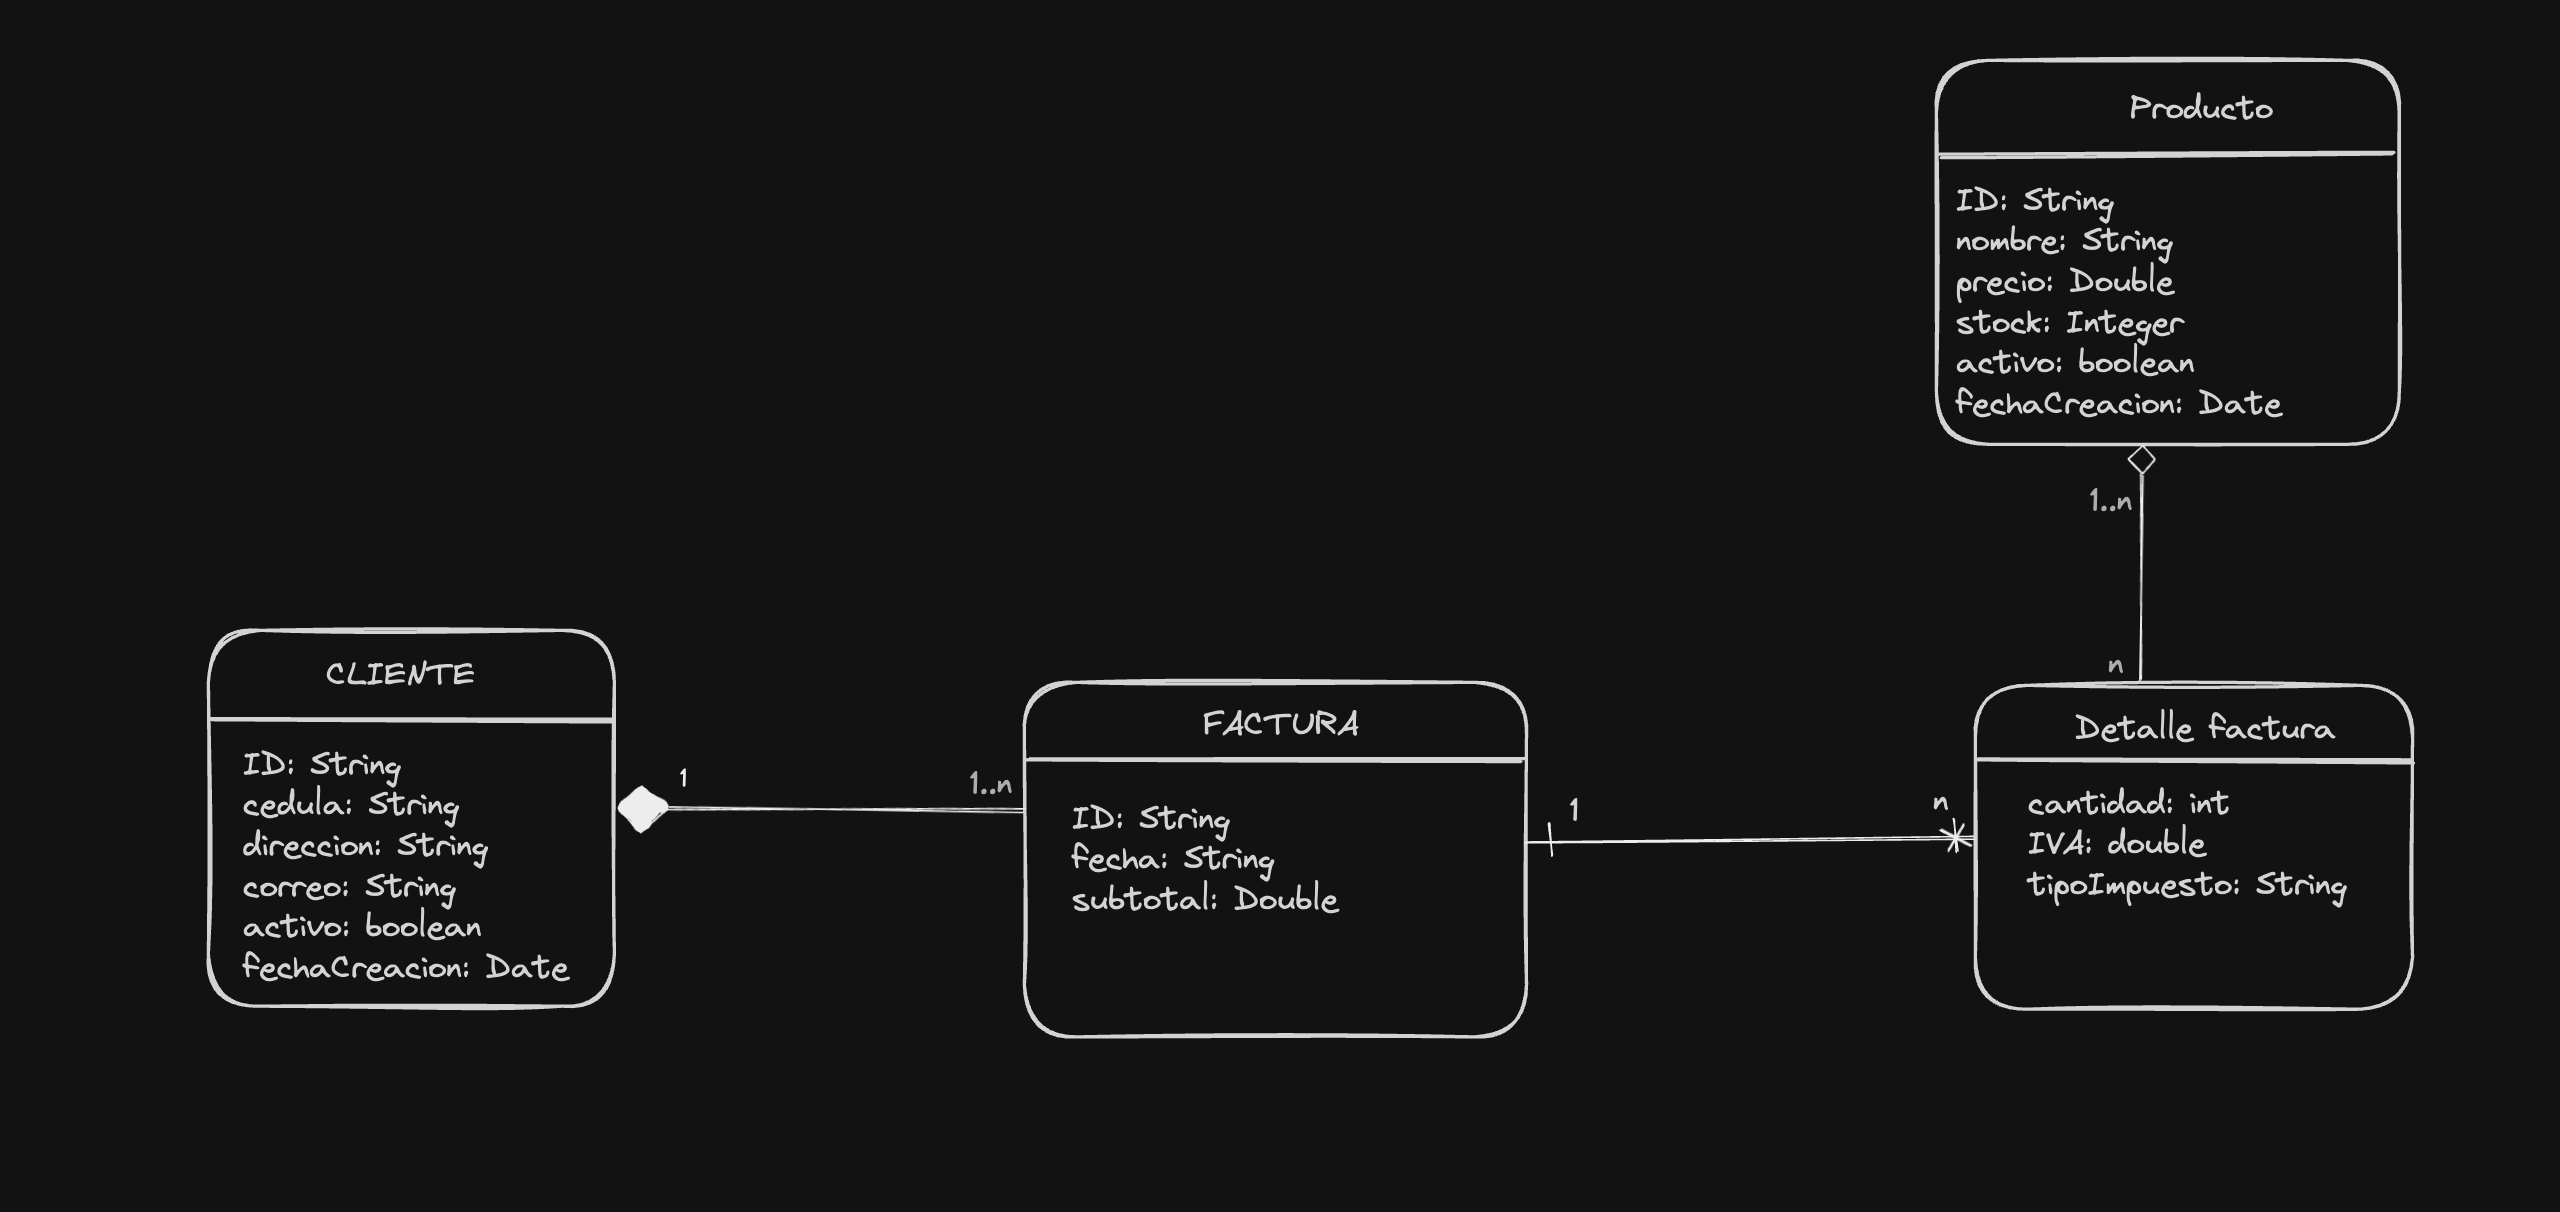 Producto
ID: String
nombre: String
precio: Double
stock: Integer
activo: boolean
fechaCreacion: Date
1..n
n
CLIENTE
ID: String
cedula: String
direccion: String
correo: String
activo: boolean
fechaCreacion: Date
1
1..n
FACTURA
ID: String
fecha: String
subtotal: Double
1
n
Detalle factura
cantidad: int
IVA: double
tipoImpuesto: String